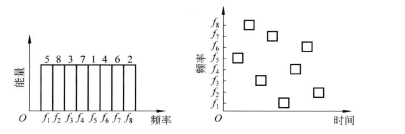 能量
5 8 3 7 1 4 6 2
O
f₁ f₂ f₃ f₄ f₅ f₆ f₇ f₈
频率
频率
f₈
f₇
f₆
f₅
f₄
f₃
f₂
f₁
O
时间